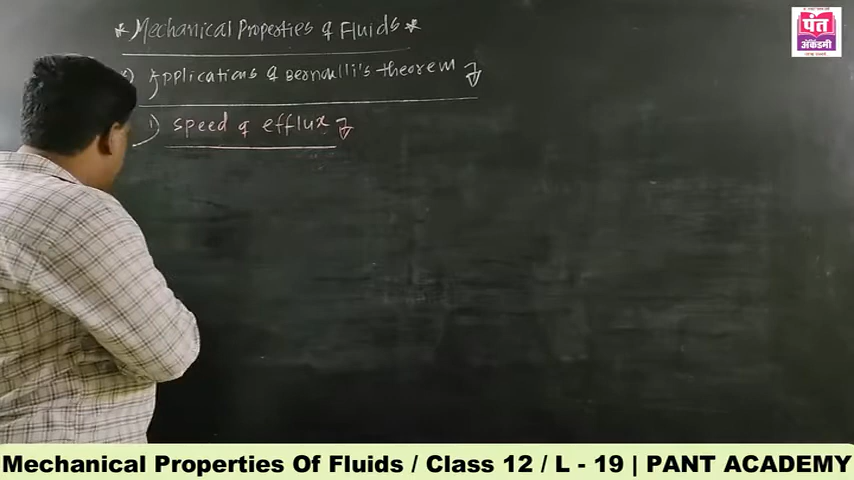 * Mechanical Properties of Fluids *
Applications of Bernoulli's theorem
1) Speed of efflux
पंत
अकॅडमी
Mechanical Properties Of Fluids / Class 12 / L - 19 | PANT ACADEMY